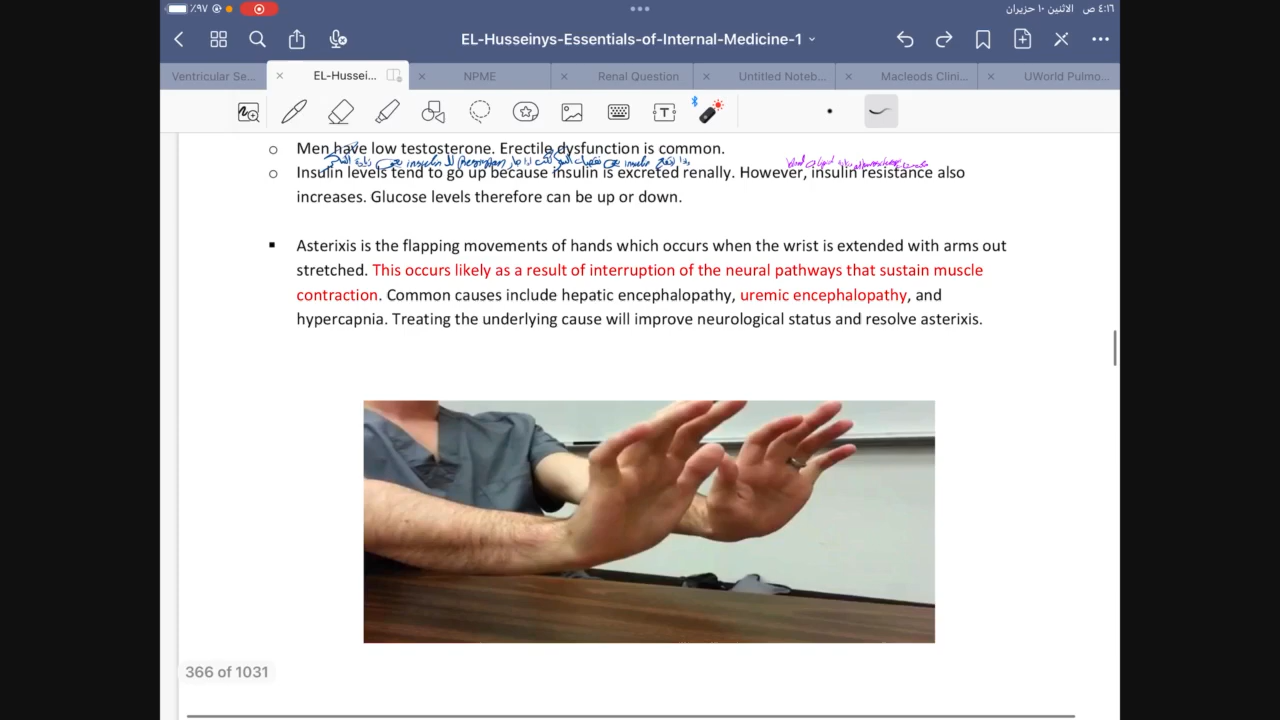 ٪٩٧
٤:١٦ ص الاثنين ١٠ حزيران
EL-Husseinys-Essentials-of-Internal-Medicine-1
Ventricular Se...
EL-Hussei...
NPME
Renal Question
Untitled Noteb...
Macleods Clini...
UWorld Pulmo...
Men have low testosterone. Erectile dysfunction is common.
Insulin levels tend to go up because insulin is excreted renally. However, insulin resistance also
increases. Glucose levels therefore can be up or down.
Asterixis is the flapping movements of hands which occurs when the wrist is extended with arms out
stretched. This occurs likely as a result of interruption of the neural pathways that sustain muscle
contraction. Common causes include hepatic encephalopathy, uremic encephalopathy, and
hypercapnia. Treating the underlying cause will improve neurological status and resolve asterixis.
366 of 1031